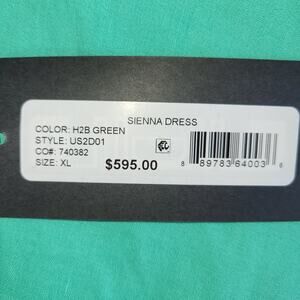 SIENNA DRESS
COLOR: H2B GREEN
STYLE: US2D01
CO#: 740382
SIZE: XL
$595.00
8 89783 64003 6